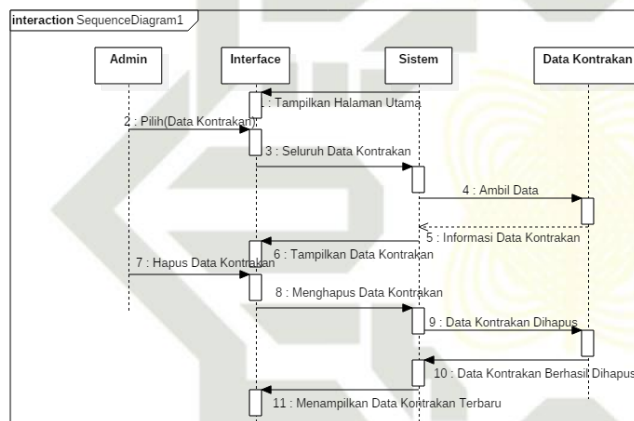 interaction SequenceDiagram1
Admin
Interface
Sistem
Data Kontrakan
1 : Tampilkan Halaman Utama
2 : Pilih(Data Kontrakan)
3 : Seluruh Data Kontrakan
4 : Ambil Data
5 : Informasi Data Kontrakan
6 : Tampilkan Data Kontrakan
7 : Hapus Data Kontrakan
8 : Menghapus Data Kontrakan
9 : Data Kontrakan Dihapus
10 : Data Kontrakan Berhasil Dihapus
11 : Menampilkan Data Kontrakan Terbaru